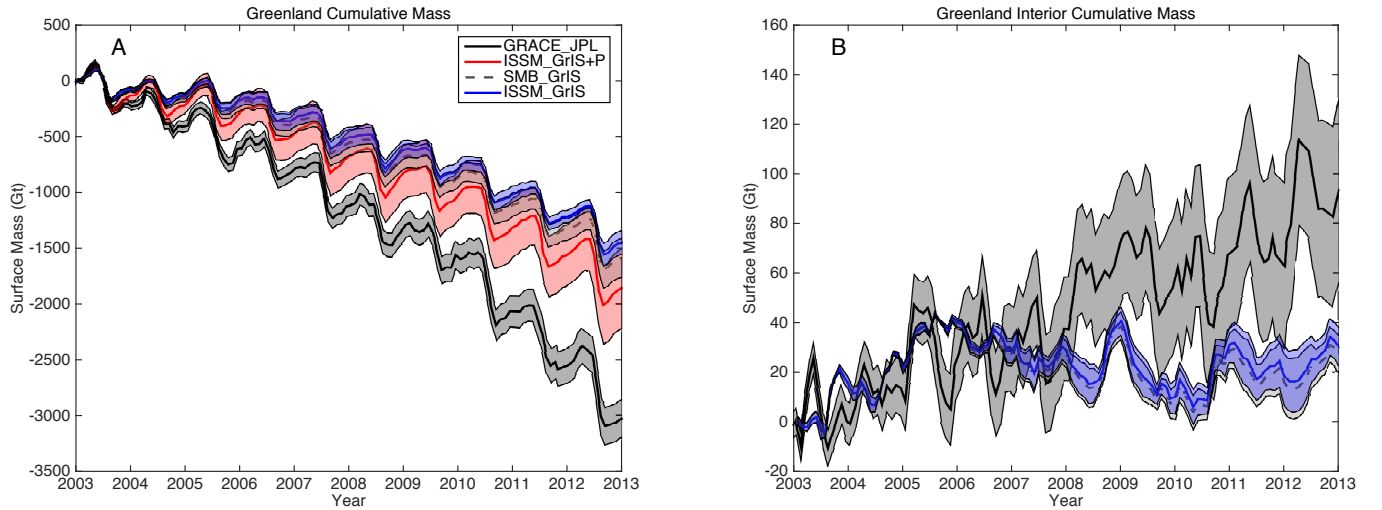 Greenland Cumulative Mass
A
GRACE_JPL
ISSM_GrIS+P
SMB_GrIS
ISSM_GrIS
Surface Mass (Gt)
500
0
-500
-1000
-1500
-2000
-2500
-3000
-3500
2003 2004 2005 2006 2007 2008 2009 2010 2011 2012 2013
Year
Greenland Interior Cumulative Mass
B
Surface Mass (Gt)
160
140
120
100
80
60
40
20
0
-20
2003 2004 2005 2006 2007 2008 2009 2010 2011 2012 2013
Year